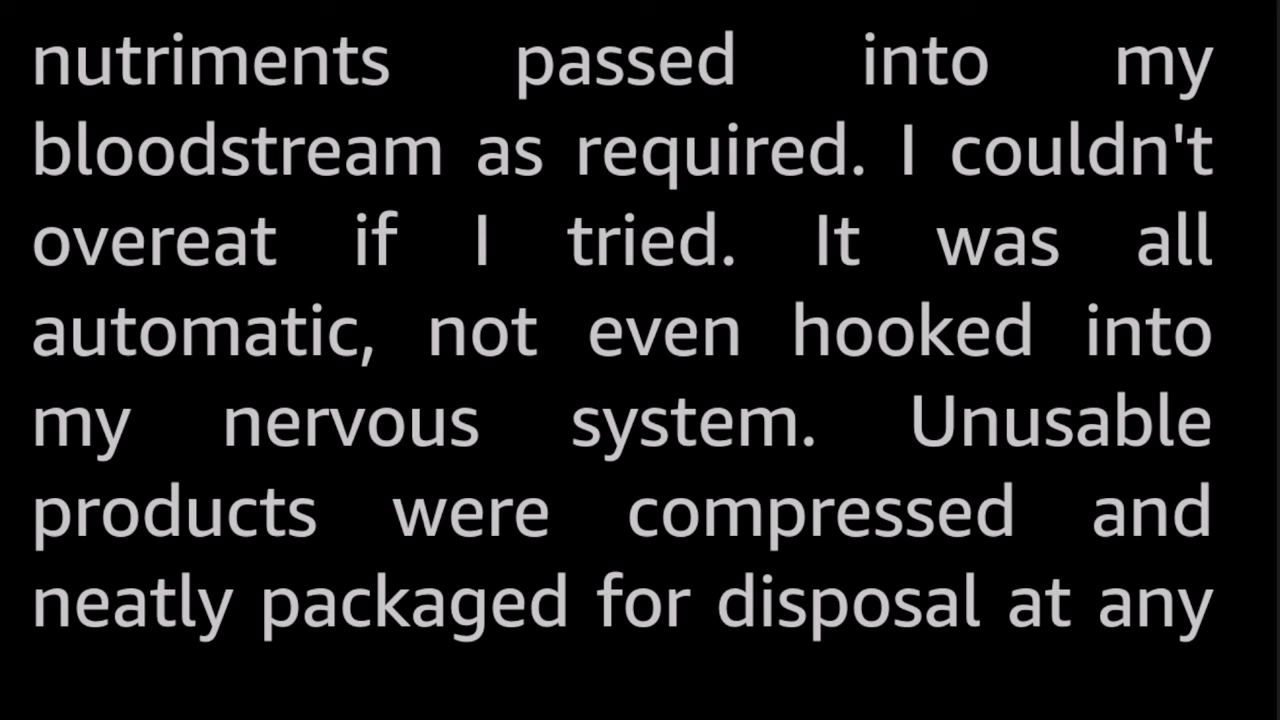 nutriments passed into my
bloodstream as required. I couldn't
overeat if I tried. It was all
automatic, not even hooked into
my nervous system. Unusable
products were compressed and
neatly packaged for disposal at any